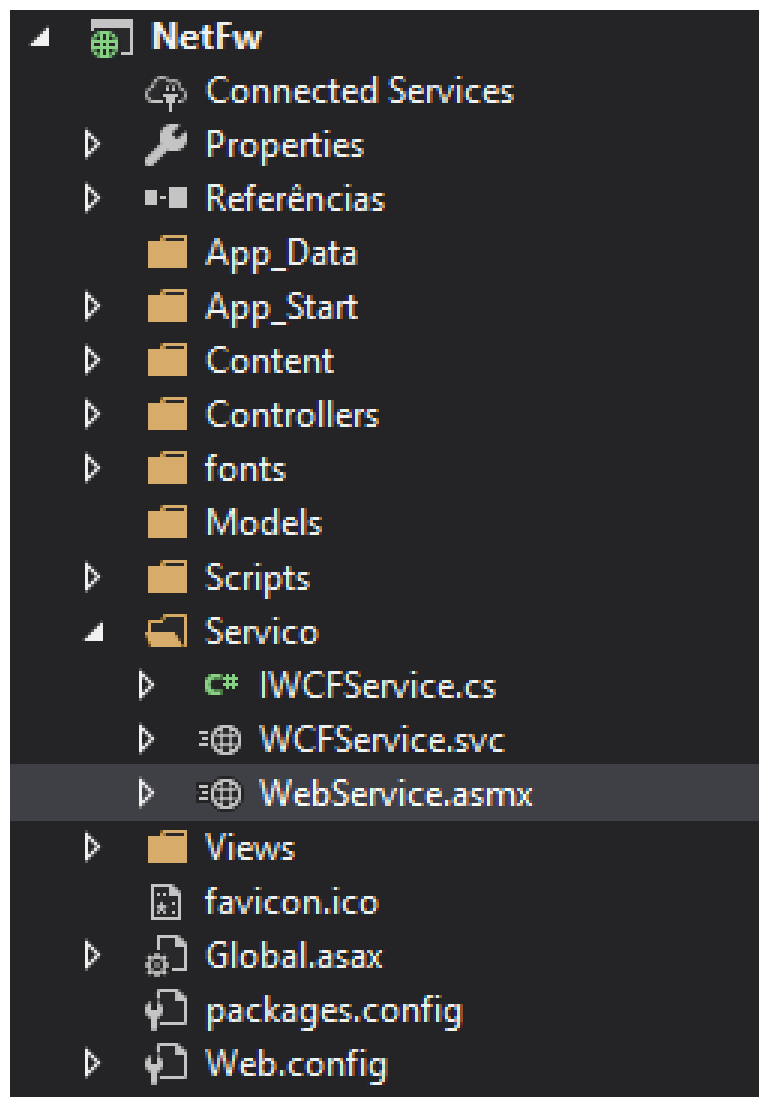 NetFw
Connected Services
Properties
Referências
App_Data
App_Start
Content
Controllers
fonts
Models
Scripts
Servico
C# IWCFService.cs
WCFService.svc
WebService.asmx
Views
favicon.ico
Global.asax
packages.config
Web.config